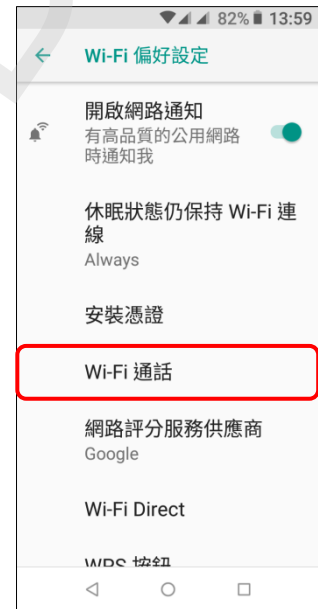 82% 13:59
Wi-Fi 偏好設定
開啟網路通知
有高品質的公用網路
時通知我
休眠狀態仍保持 Wi-Fi 連
線
Always
安裝憑證
Wi-Fi 通話
網路評分服務供應商
Google
Wi-Fi Direct
WPS 按鈕